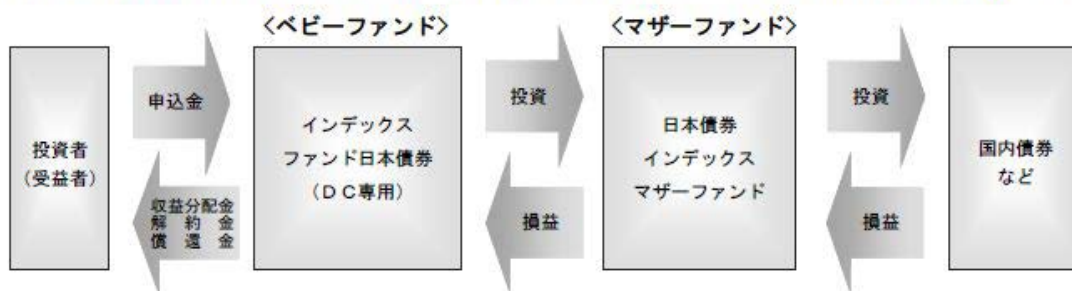 <ベビーファンド>
<マザーファンド>
投資者
(受益者)
申込金
収益分配金
解約金
償還金
インデックス
ファンド日本債券
(DC専用)
投資
損益
日本債券
インデックス
マザーファンド
投資
損益
国内債券
など